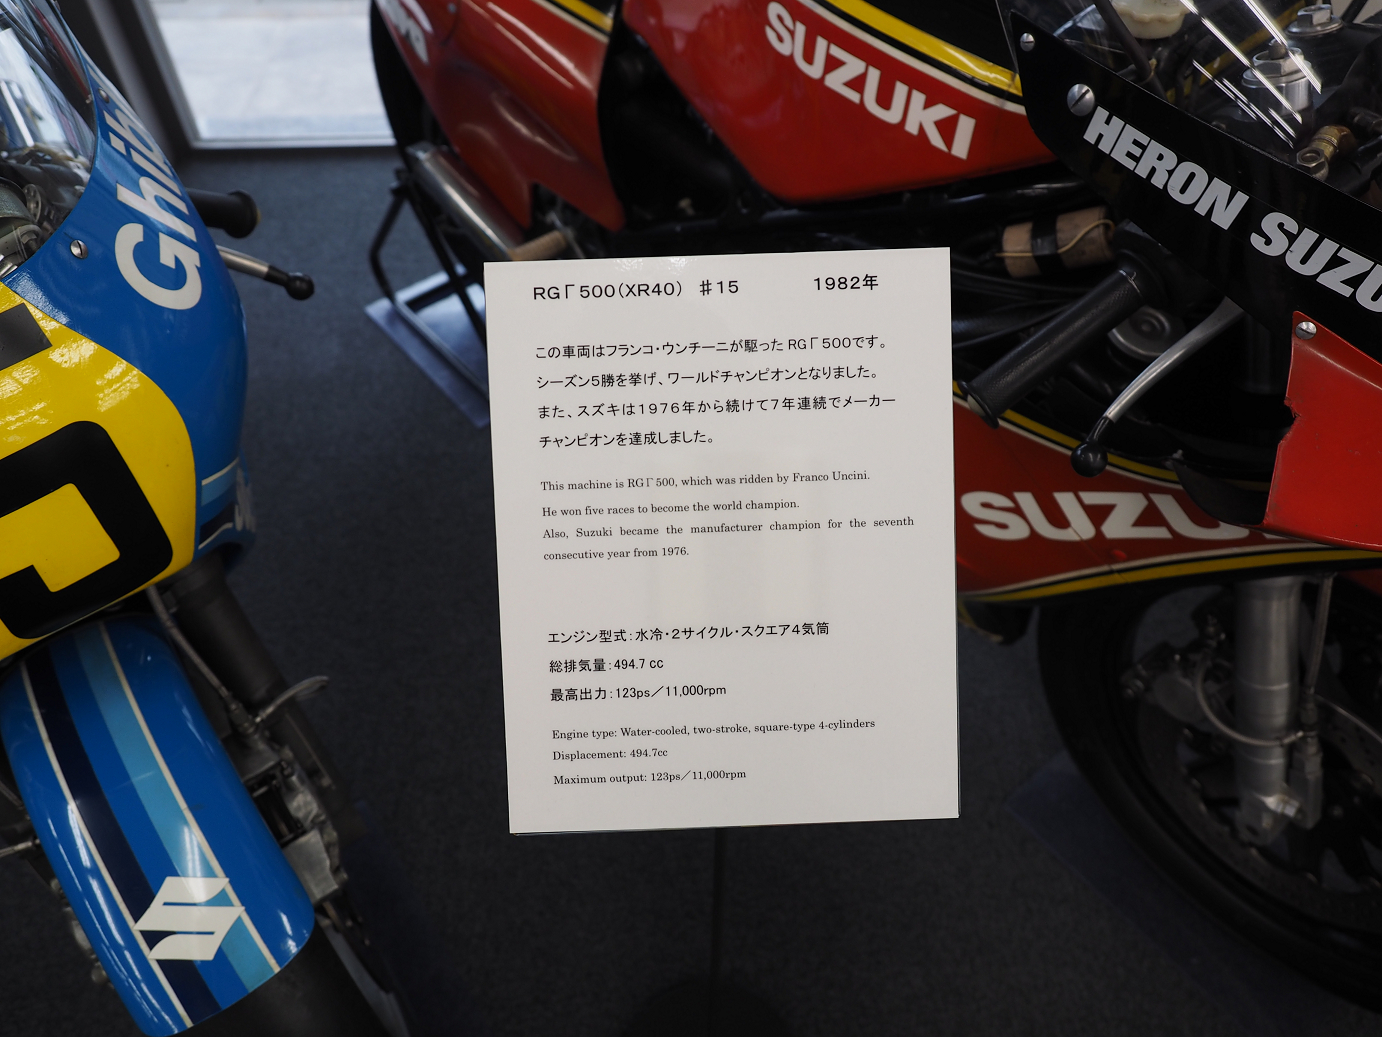 SUZUKI
HERON SUZU
Ghib
RGΓ500(XR40) ♯15 1982年
この車両はフランコ・ウンチーニが駆った RGΓ500です。
シーズン5勝を挙げ、ワールドチャンピオンとなりました。
また、スズキは1976年から続けて7年連続でメーカー
チャンピオンを達成しました。
This machine is RGΓ500, which was ridden by Franco Uncini.
He won five races to become the world champion.
Also, Suzuki became the manufacturer champion for the seventh
consecutive year from 1976.
エンジン型式:水冷・2サイクル・スクエア4気筒
総排気量:494.7 cc
最高出力:123ps／11,000rpm
Engine type: Water-cooled, two-stroke, square-type 4-cylinders
Displacement: 494.7cc
Maximum output: 123ps／11,000rpm
SUZU